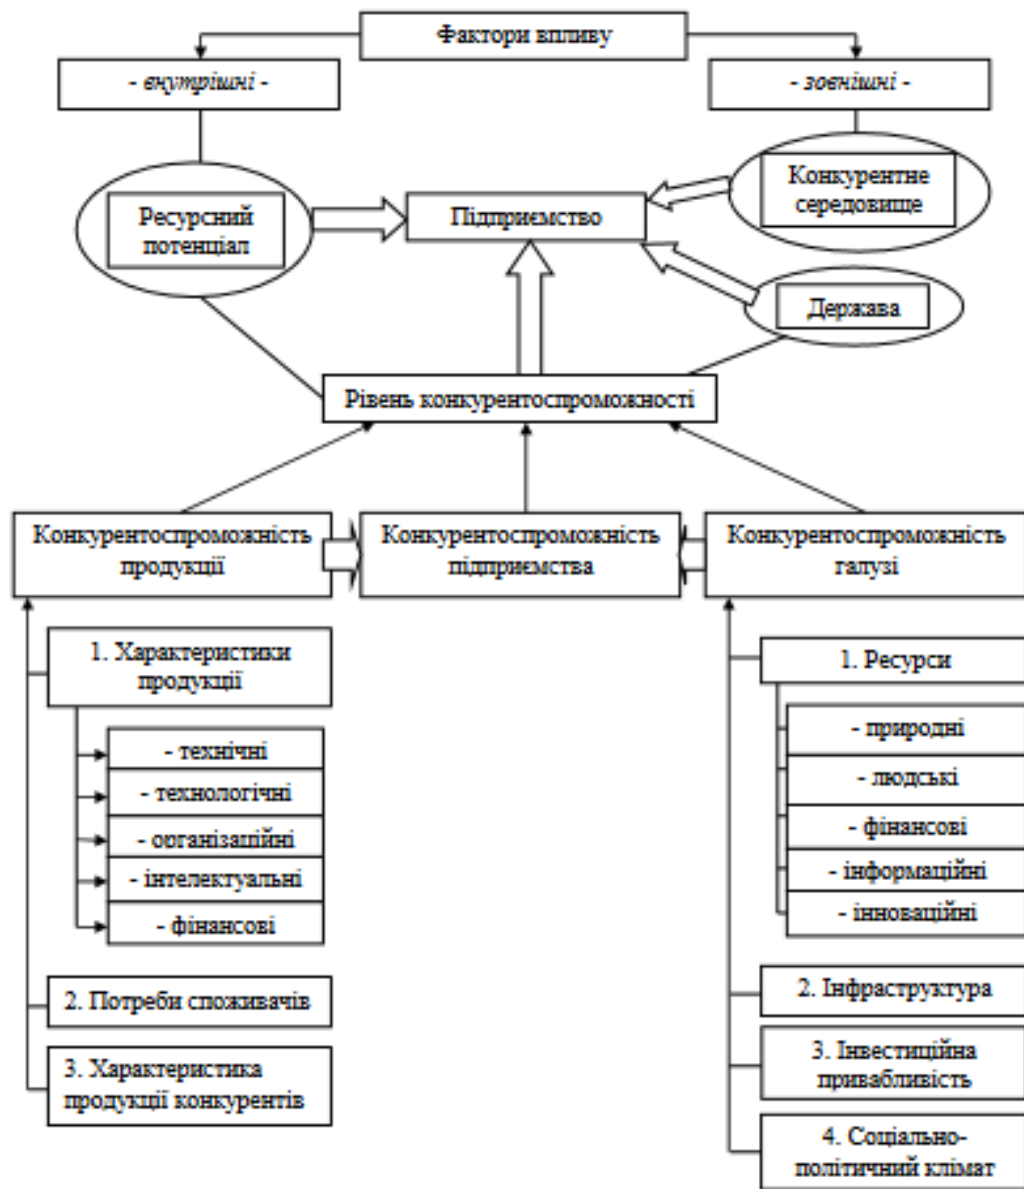 Фактори впливу
- внутрішні -
- зовнішні -
Ресурсний
потенціал
Підприємство
Конкурентне
середовище
Держава
Рівень конкурентоспроможності
Конкурентоспроможність
продукції
Конкурентоспроможність
підприємства
Конкурентоспроможність
галузі
1. Характеристики
продукції
- технічні
- технологічні
- організаційні
- інтелектуальні
- фінансові
2. Потреби споживачів
3. Характеристика
продукції конкурентів
1. Ресурси
- природні
- людські
- фінансові
- інформаційні
- інноваційні
2. Інфраструктура
3. Інвестиційна
привабливість
4. Соціально-
політичний клімат